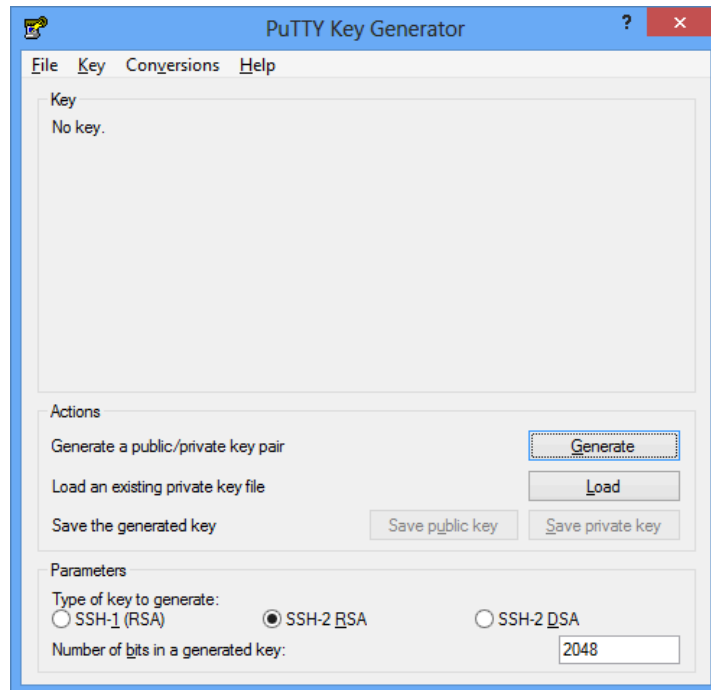 PuTTY Key Generator ? ×
File Key Conversions Help
Key
No key.
Actions
Generate a public/private key pair Generate
Load an existing private key file Load
Save the generated key Save public key Save private key
Parameters
Type of key to generate:
SSH-1 (RSA) SSH-2 RSA SSH-2 DSA
Number of bits in a generated key: 2048